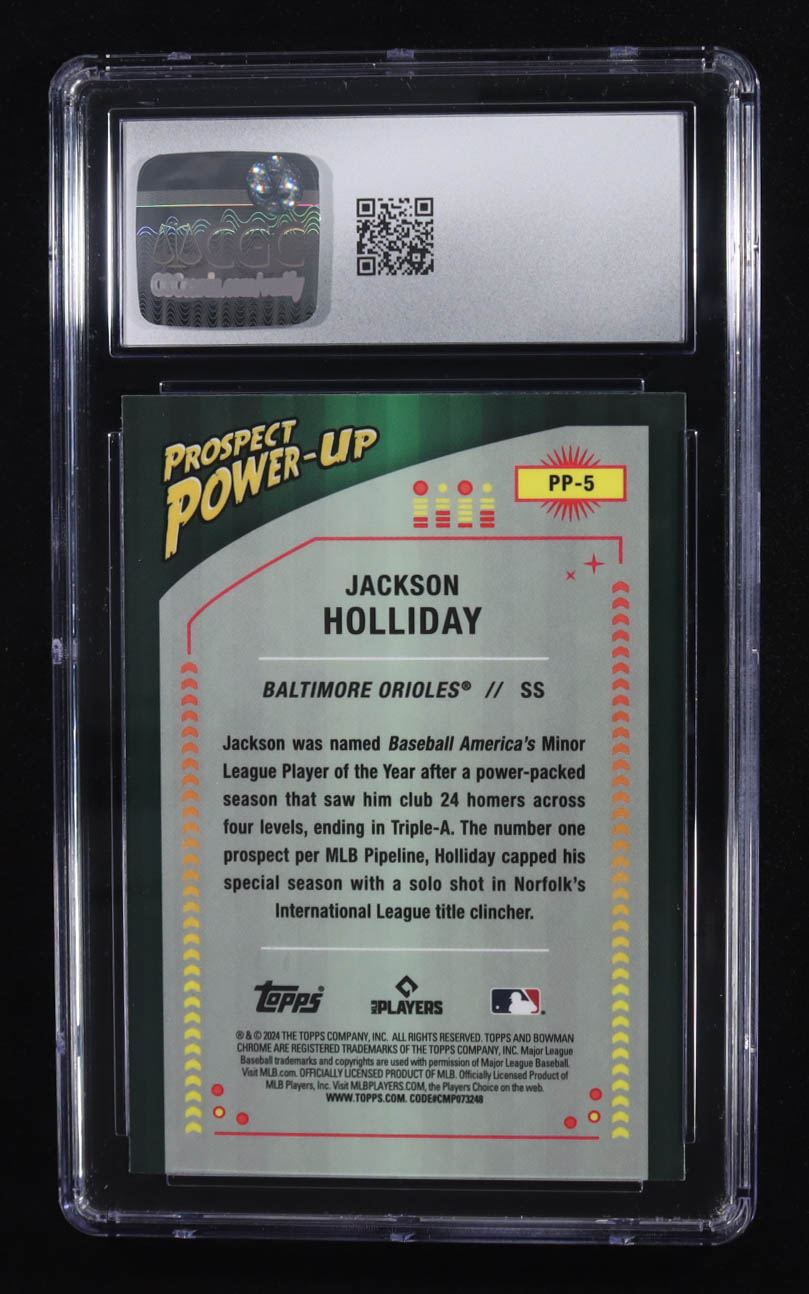 CGC
PROSPECT
POWER-UP
PP-5
JACKSON
HOLLIDAY
BALTIMORE ORIOLES® // SS
Jackson was named Baseball America's Minor
League Player of the Year after a power-packed
season that saw him club 24 homers across
four levels, ending in Triple-A. The number one
prospect per MLB Pipeline, Holliday capped his
special season with a solo shot in Norfolk's
International League title clincher.
Topps®
MLB PLAYERS
® & © 2024 THE TOPPS COMPANY, INC. ALL RIGHTS RESERVED. TOPPS AND BOWMAN
CHROME ARE REGISTERED TRADEMARKS OF THE TOPPS COMPANY, INC. Major League
Baseball trademarks and copyrights are used with permission of Major League Baseball.
Visit MLB.com. OFFICIALLY LICENSED PRODUCT OF MLB. Officially Licensed Product of
MLB Players, Inc. Visit MLBPLAYERS.COM, the Players Choice on the web.
WWW.TOPPS.COM. CODE#CMP073248